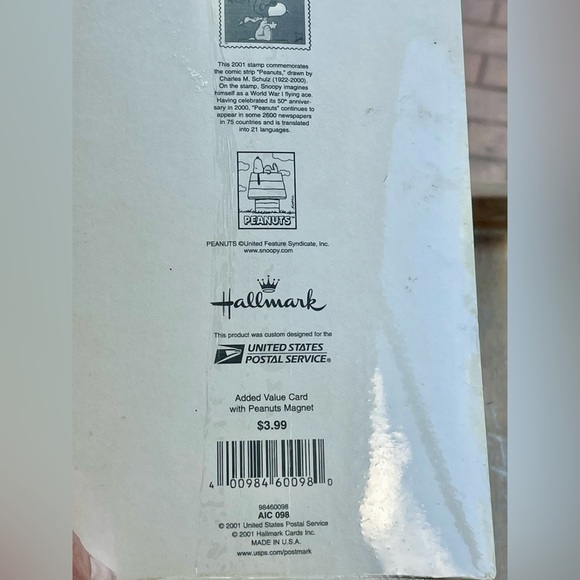 This 2001 stamp commemorates
the comic strip "Peanuts," drawn by
Charles M. Schulz (1922-2000).
On the stamp, Snoopy imagines
himself as a World War I flying ace.
Having celebrated its 50th anniver-
sary in 2000, "Peanuts" continues to
appear in some 2600 newspapers
in 75 countries and is translated
into 21 languages.
PEANUTS
PEANUTS ©United Feature Syndicate, Inc.
www.snoopy.com
Hallmark
This product was custom designed for the
UNITED STATES
POSTAL SERVICE®
Added Value Card
with Peanuts Magnet
$3.99
4 00984 60098 0
98460098
AIC 098
© 2001 United States Postal Service
© 2001 Hallmark Cards Inc.
MADE IN U.S.A.
www.usps.com/postmark